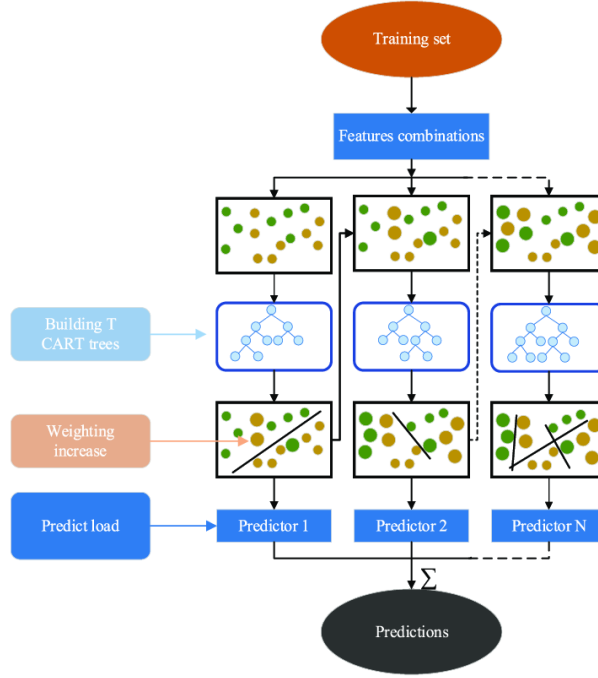 Training set
Features combinations
Building T
CART trees
Weighting
increase
Predict load
Predictor 1
Predictor 2
Predictor N
Σ
Predictions